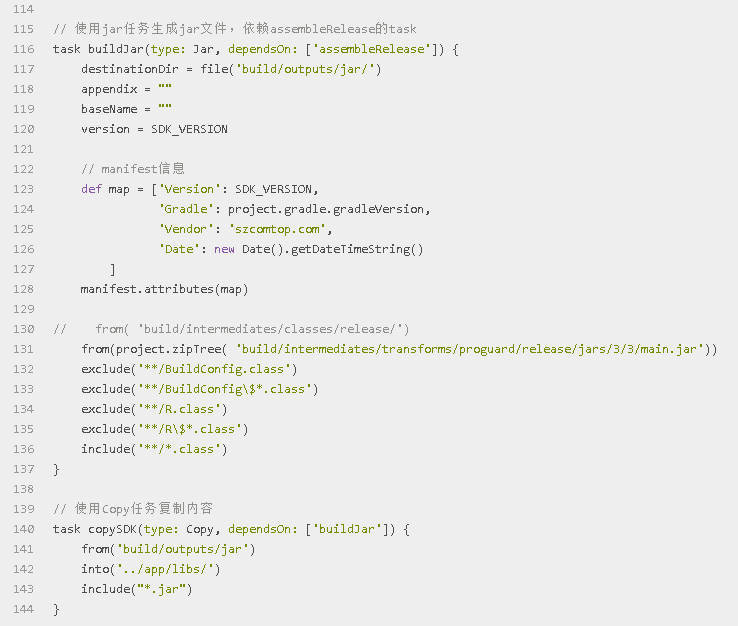 114
115 // 使用jar任务生成jar文件，依赖assembleRelease的task
116 task buildJar(type: Jar, dependsOn: ['assembleRelease']) {
117     destinationDir = file('build/outputs/jar/')
118     appendix = ""
119     baseName = ""
120     version = SDK_VERSION
121
122     // manifest信息
123     def map = ['Version': SDK_VERSION,
124                'Gradle': project.gradle.gradleVersion,
125                'Vendor': 'szcomtop.com',
126                'Date': new Date().getDateTimeString()
127         ]
128     manifest.attributes(map)
129
130 //    from( 'build/intermediates/classes/release/')
131     from(project.zipTree( 'build/intermediates/transforms/proguard/release/jars/3/3/main.jar'))
132     exclude('**/BuildConfig.class')
133     exclude('**/BuildConfig\$*.class')
134     exclude('**/R.class')
135     exclude('**/R\$*.class')
136     include('**/*.class')
137 }
138
139 // 使用Copy任务复制内容
140 task copySDK(type: Copy, dependsOn: ['buildJar']) {
141     from('build/outputs/jar')
142     into('../app/libs/')
143     include("*.jar")
144 }